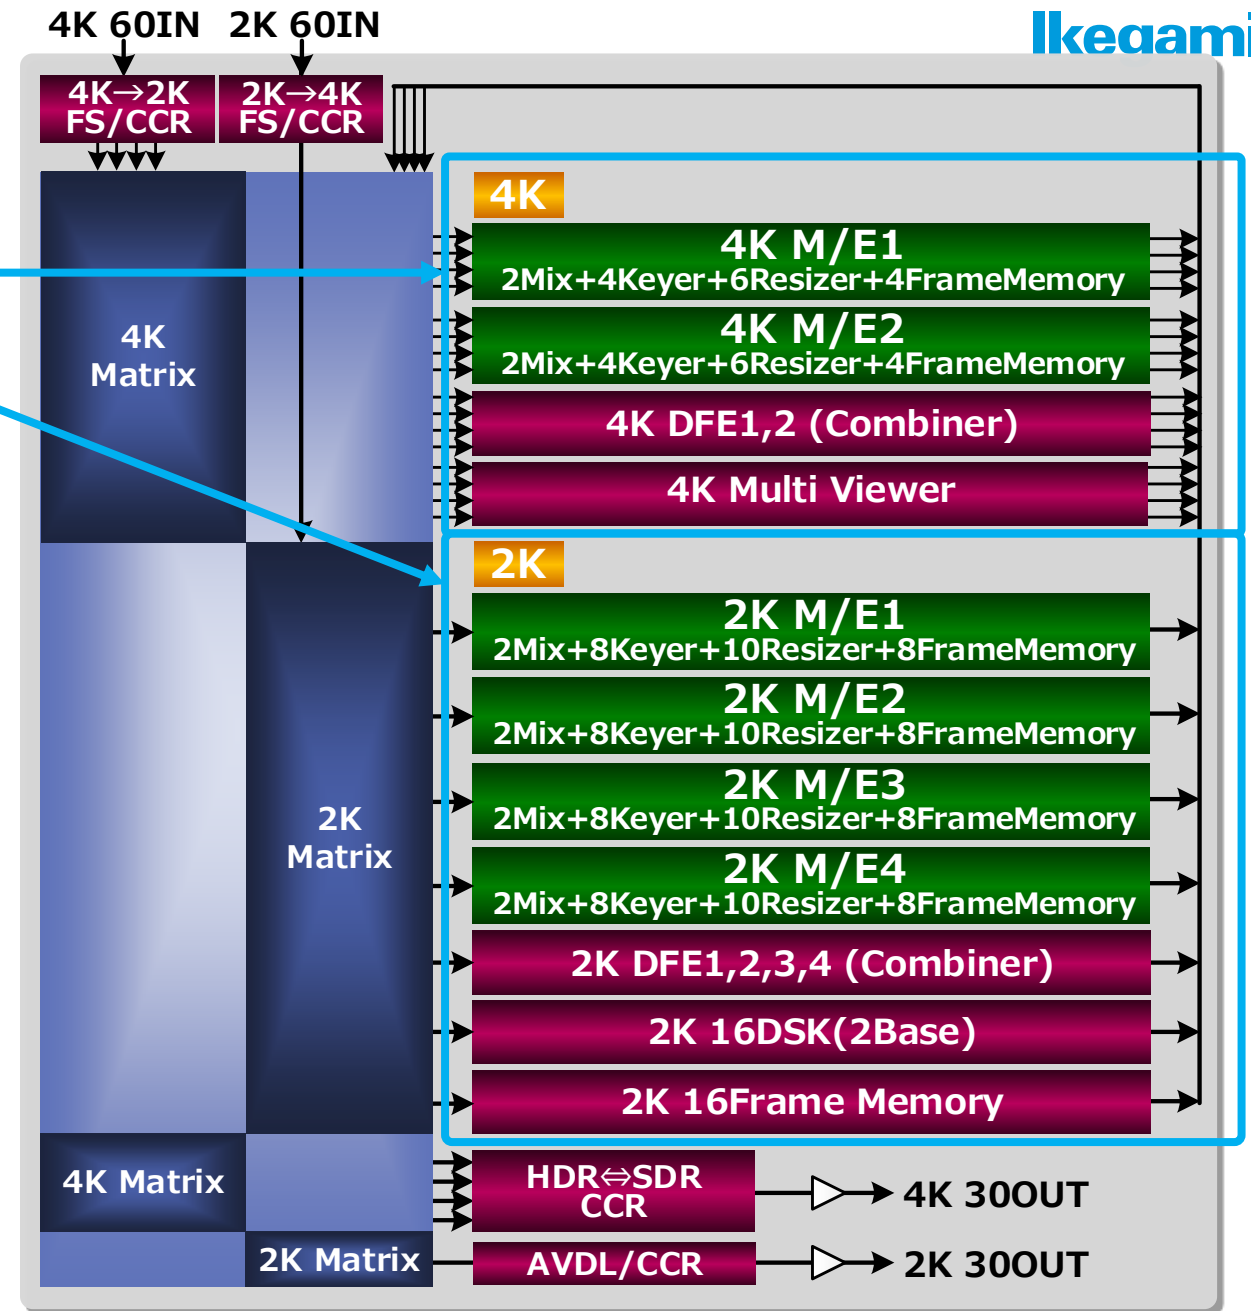 4K 60IN 2K 60IN
Ikegami
4K→2K
FS/CCR
2K→4K
FS/CCR
4K
4K M/E1
2Mix+4Keyer+6Resizer+4FrameMemory
4K M/E2
2Mix+4Keyer+6Resizer+4FrameMemory
4K
Matrix
4K DFE1,2 (Combiner)
4K Multi Viewer
2K
2K M/E1
2Mix+8Keyer+10Resizer+8FrameMemory
2K M/E2
2Mix+8Keyer+10Resizer+8FrameMemory
2K M/E3
2Mix+8Keyer+10Resizer+8FrameMemory
2K
Matrix
2K M/E4
2Mix+8Keyer+10Resizer+8FrameMemory
2K DFE1,2,3,4 (Combiner)
2K 16DSK(2Base)
2K 16Frame Memory
4K Matrix
HDR⇔SDR
CCR
4K 30OUT
2K Matrix
AVDL/CCR
2K 30OUT